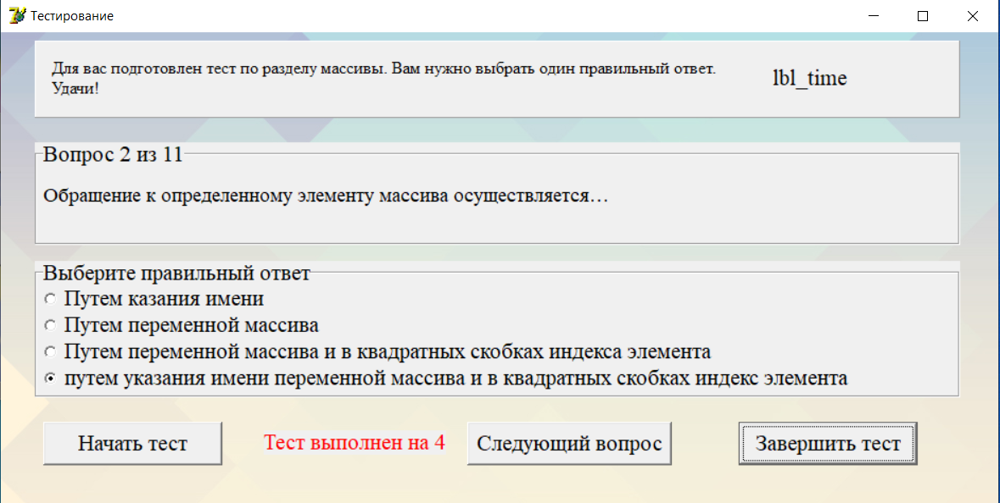 Тестирование
Для вас подготовлен тест по разделу массивы. Вам нужно выбрать один правильный ответ.
Удачи!
lbl_time
Вопрос 2 из 11
Обращение к определенному элементу массива осуществляется…
Выберите правильный ответ
Путем казания имени
Путем переменной массива
Путем переменной массива и в квадратных скобках индекса элемента
путем указания имени переменной массива и в квадратных скобках индекс элемента
Начать тест
Тест выполнен на 4
Следующий вопрос
Завершить тест